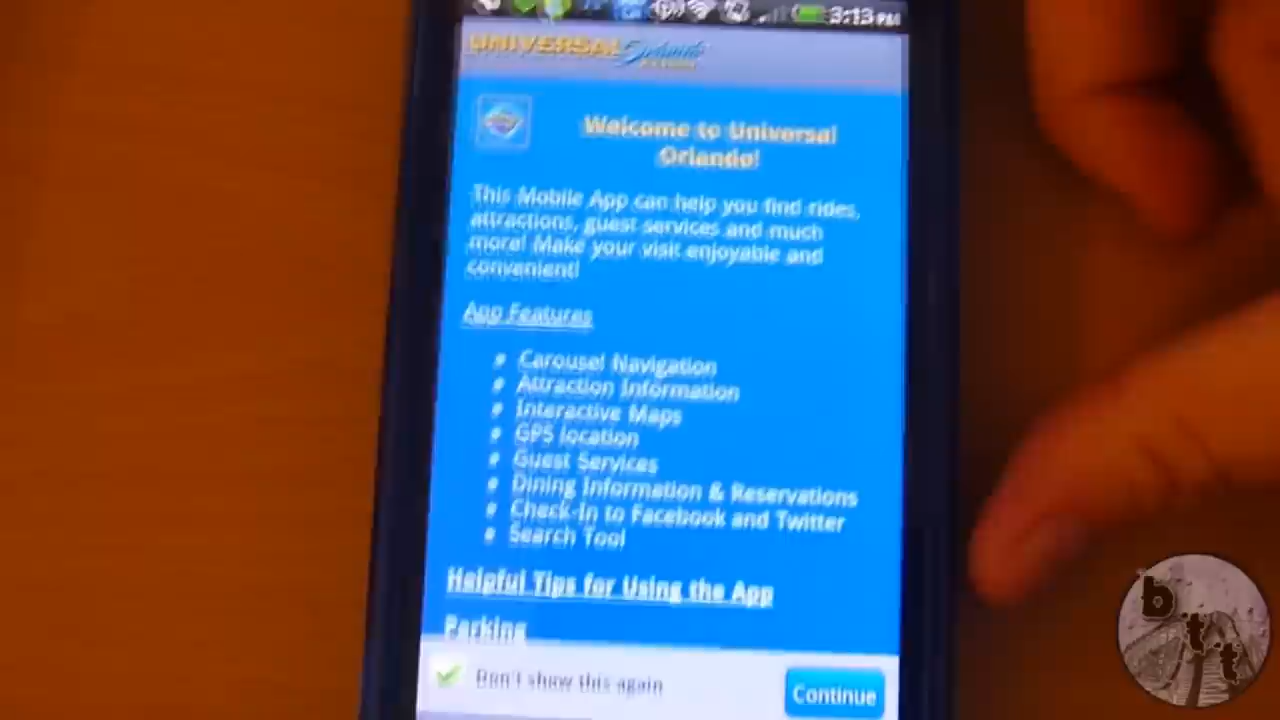 3:13 PM
UNIVERSAL Orlando
RESORT
Welcome to Universal
Orlando!
This Mobile App can help you find rides,
attractions, guest services and much
more! Make your visit enjoyable and
convenient!
App Features
Carousel Navigation
Attraction Information
Interactive Maps
GPS location
Guest Services
Dining Information & Reservations
Check-In to Facebook and Twitter
Search Tool
Helpful Tips for Using the App
Parking
Don't show this again
Continue
btt